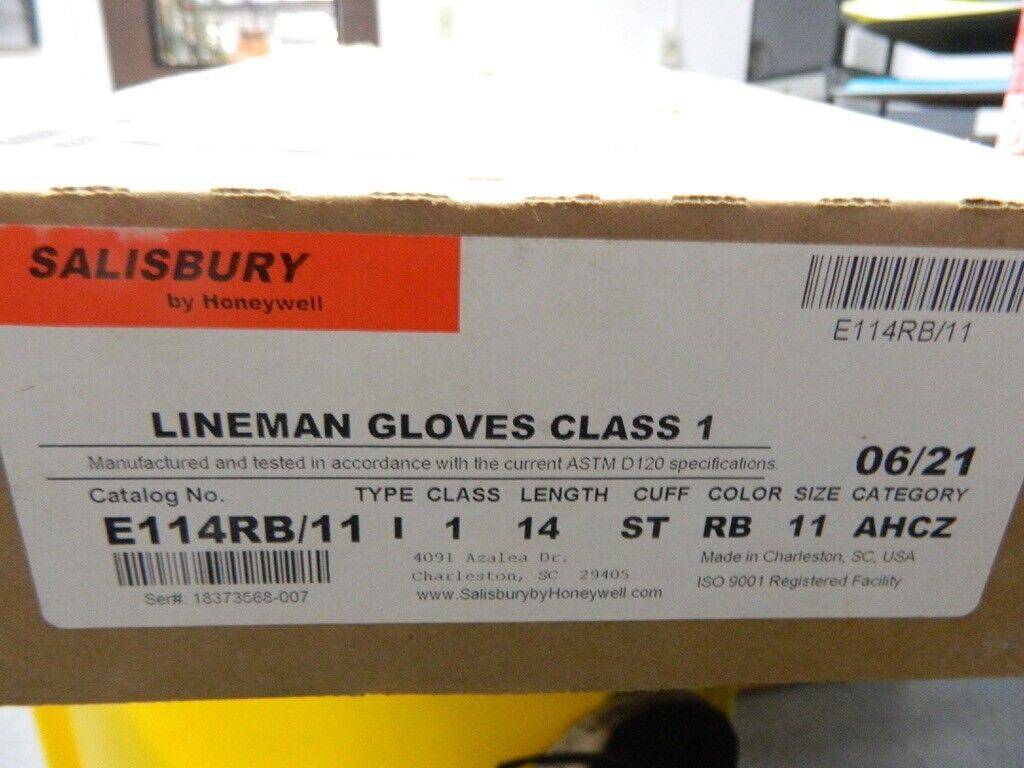 SALISBURY
by Honeywell
E114RB/11
LINEMAN GLOVES CLASS 1
Manufactured and tested in accordance with the current ASTM D120 specifications.
06/21
Catalog No. TYPE CLASS LENGTH CUFF COLOR SIZE CATEGORY
E114RB/11 I 1 14 ST RB 11 AHCZ
4091 Azalea Dr. Made in Charleston, SC, USA
Charleston, SC 29405 ISO 9001 Registered Facility
Ser#: 18373568-007 www.SalisburybyHoneywell.com